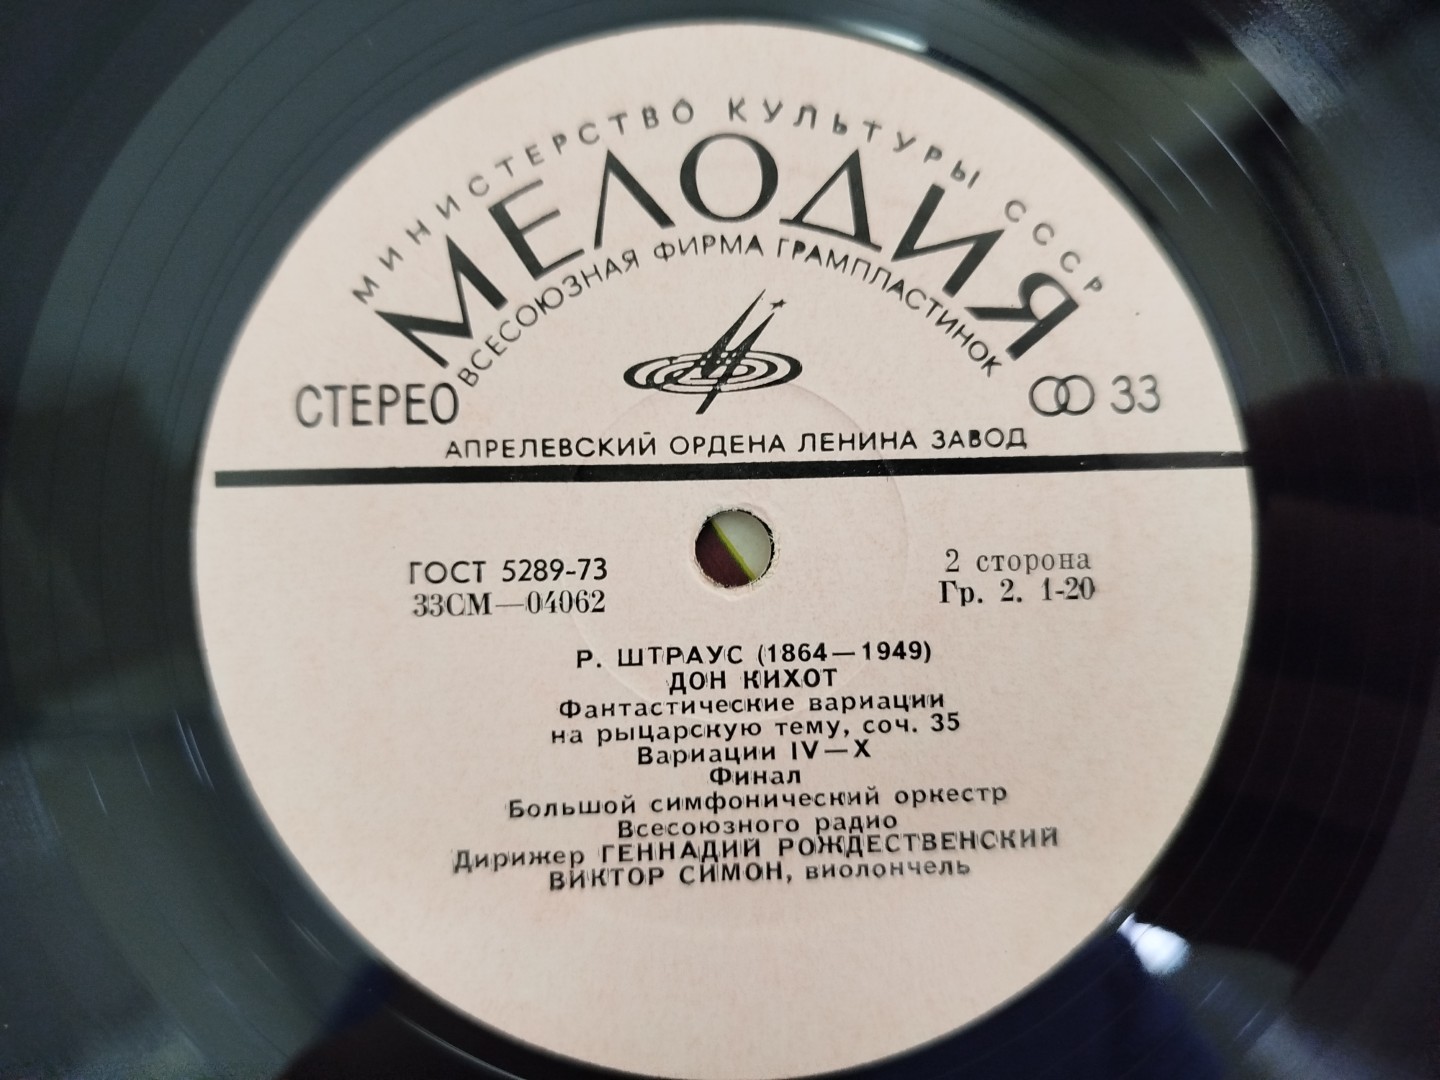 МИНИСТЕРСТВО КУЛЬТУРЫ СССР
МЕЛОДИЯ
ВСЕСОЮЗНАЯ ФИРМА ГРАМПЛАСТИНОК
СТЕРЕО
33
АПРЕЛЕВСКИЙ ОРДЕНА ЛЕНИНА ЗАВОД
ГОСТ 5289-73
33СМ—04062
2 сторона
Гр. 2. 1-20
Р. ШТРАУС (1864—1949)
ДОН КИХОТ
Фантастические вариации
на рыцарскую тему, соч. 35
Вариации IV—X
Финал
Большой симфонический оркестр
Всесоюзного радио
Дирижер ГЕННАДИЙ РОЖДЕСТВЕНСКИЙ
ВИКТОР СИМОН, виолончель